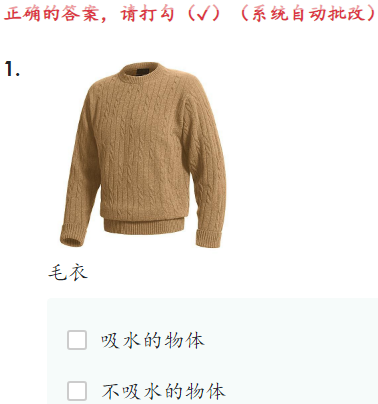 正确的答案，请打勾（✓）（系统自动批改）
1.
毛衣
吸水的物体
不吸水的物体